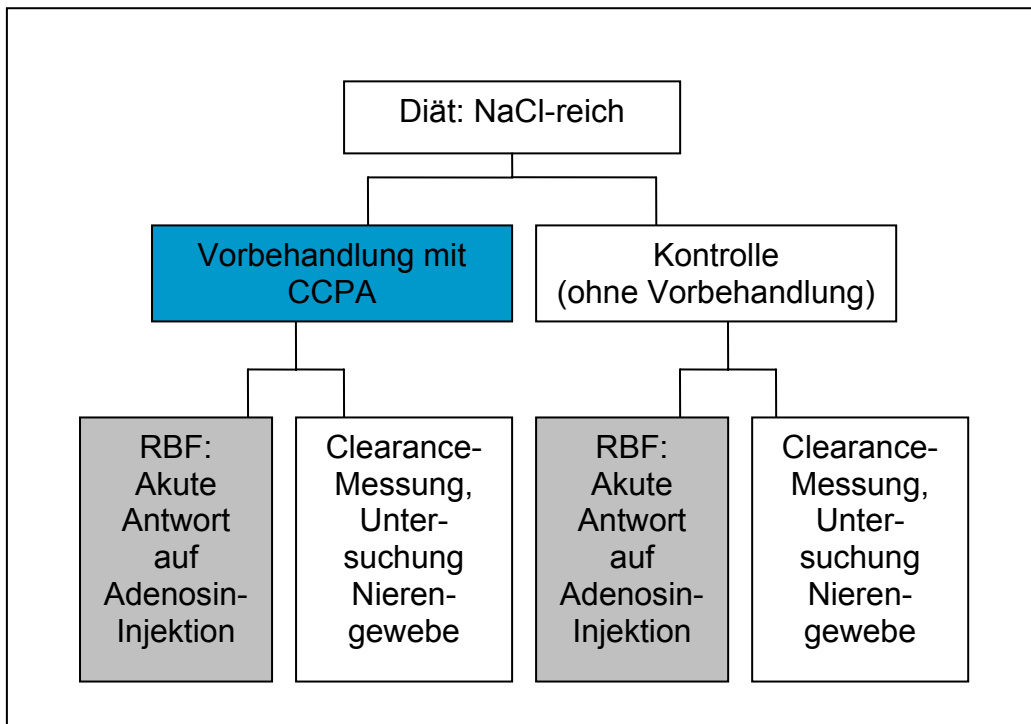 Diät: NaCl-reich
Vorbehandlung mit
CCPA
Kontrolle
(ohne Vorbehandlung)
RBF:
Akute
Antwort
auf
Adenosin-
Injektion
Clearance-
Messung,
Unter-
suchung
Nieren-
gewebe
RBF:
Akute
Antwort
auf
Adenosin-
Injektion
Clearance-
Messung,
Unter-
suchung
Nieren-
gewebe